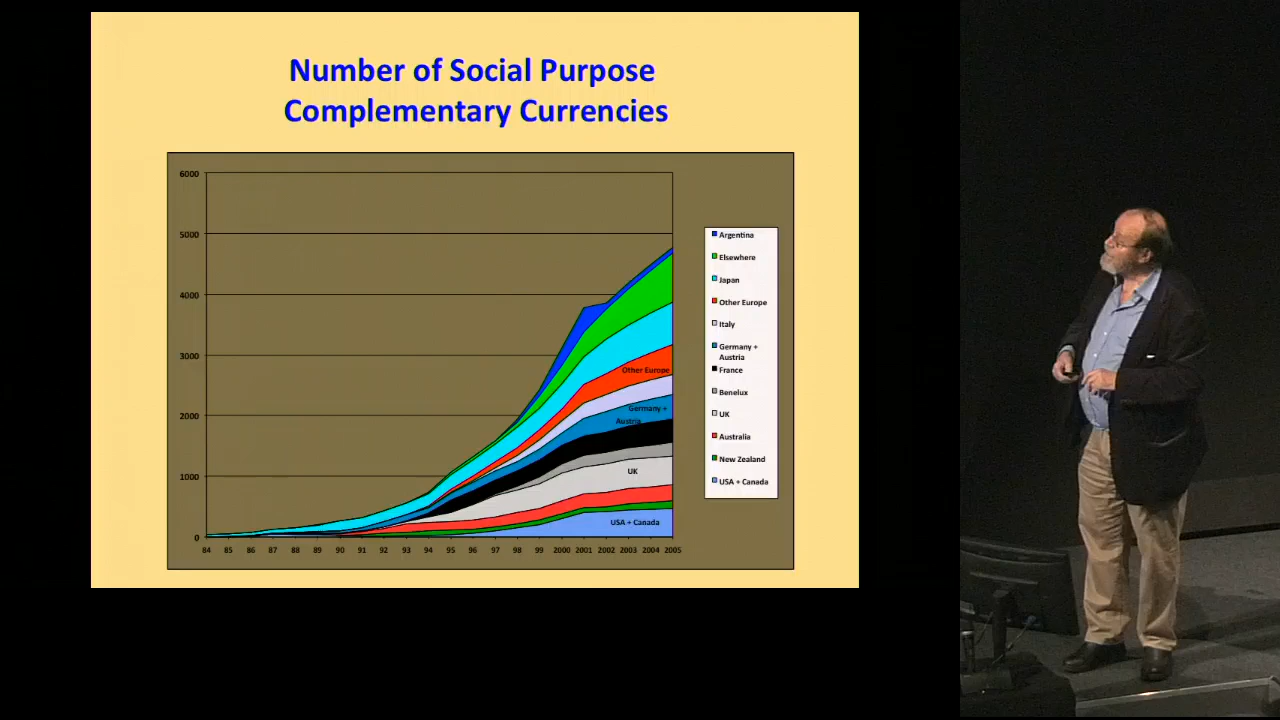 Number of Social Purpose
Complementary Currencies
6000
5000
4000
3000
2000
1000
0
84 85 86 87 88 89 90 91 92 93 94 95 96 97 98 99 2000 2001 2002 2003 2004 2005
Other Europe
Germany +
Austria
UK
USA + Canada
Argentina
Elsewhere
Japan
Other Europe
Italy
Germany +
Austria
France
Benelux
UK
Australia
New Zealand
USA + Canada